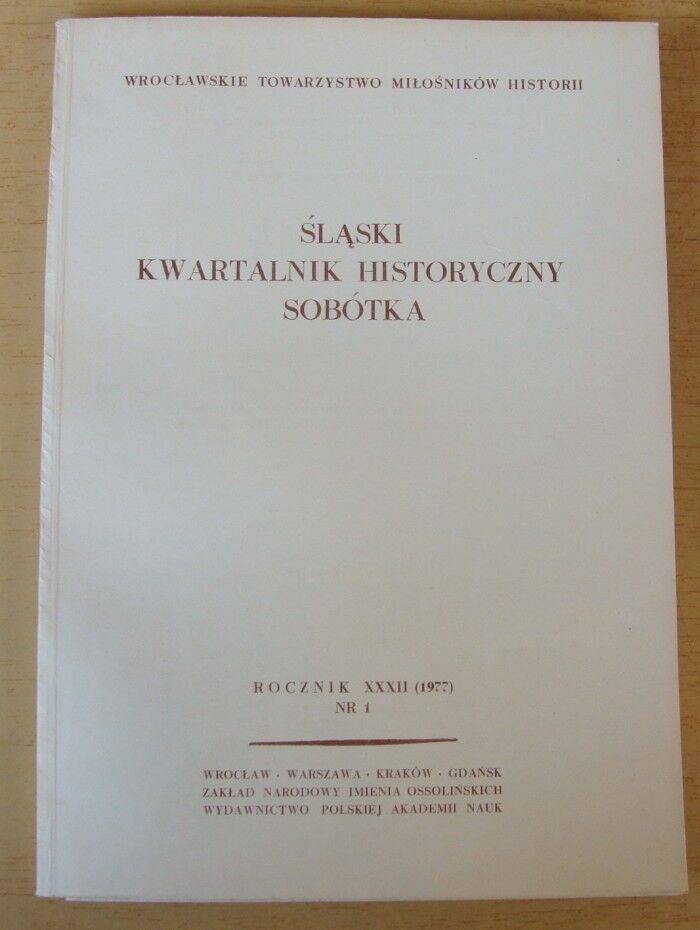 WROCŁAWSKIE TOWARZYSTWO MIŁOŚNIKÓW HISTORII
ŚLĄSKI
KWARTALNIK HISTORYCZNY
SOBÓTKA
ROCZNIK XXXII (1977)
NR 1
WROCŁAW · WARSZAWA · KRAKÓW · GDAŃSK
ZAKŁAD NARODOWY IMIENIA OSSOLIŃSKICH
WYDAWNICTWO POLSKIEJ AKADEMII NAUK